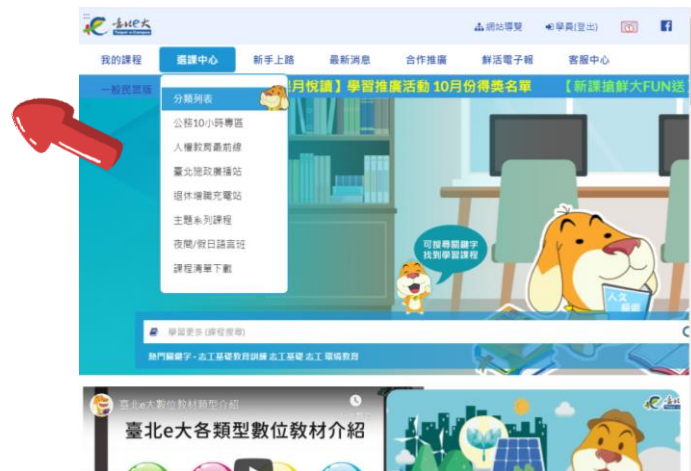 臺北e大
Taipei e-Campus
網站導覽
學員(登出)
我的課程
選課中心
新手上路
最新消息
合作推廣
鮮活電子報
客服中心
一般民眾版
月悅讀】學習推廣活動 10月份得獎名單
【新課搶鮮大FUN送
分類列表
公務10小時專區
人權教育最前線
臺北施政廣播站
退休增職充電站
主題系列課程
夜間/假日語言班
課程清單下載
可搜尋關鍵字
找到學習課程
人文
學習更多 (課程搜尋)
熱門關鍵字 - 志工基礎教育訓練 志工基礎 志工 環境教育
臺北e大數位教材類型介紹
臺北e大各類型數位教材介紹